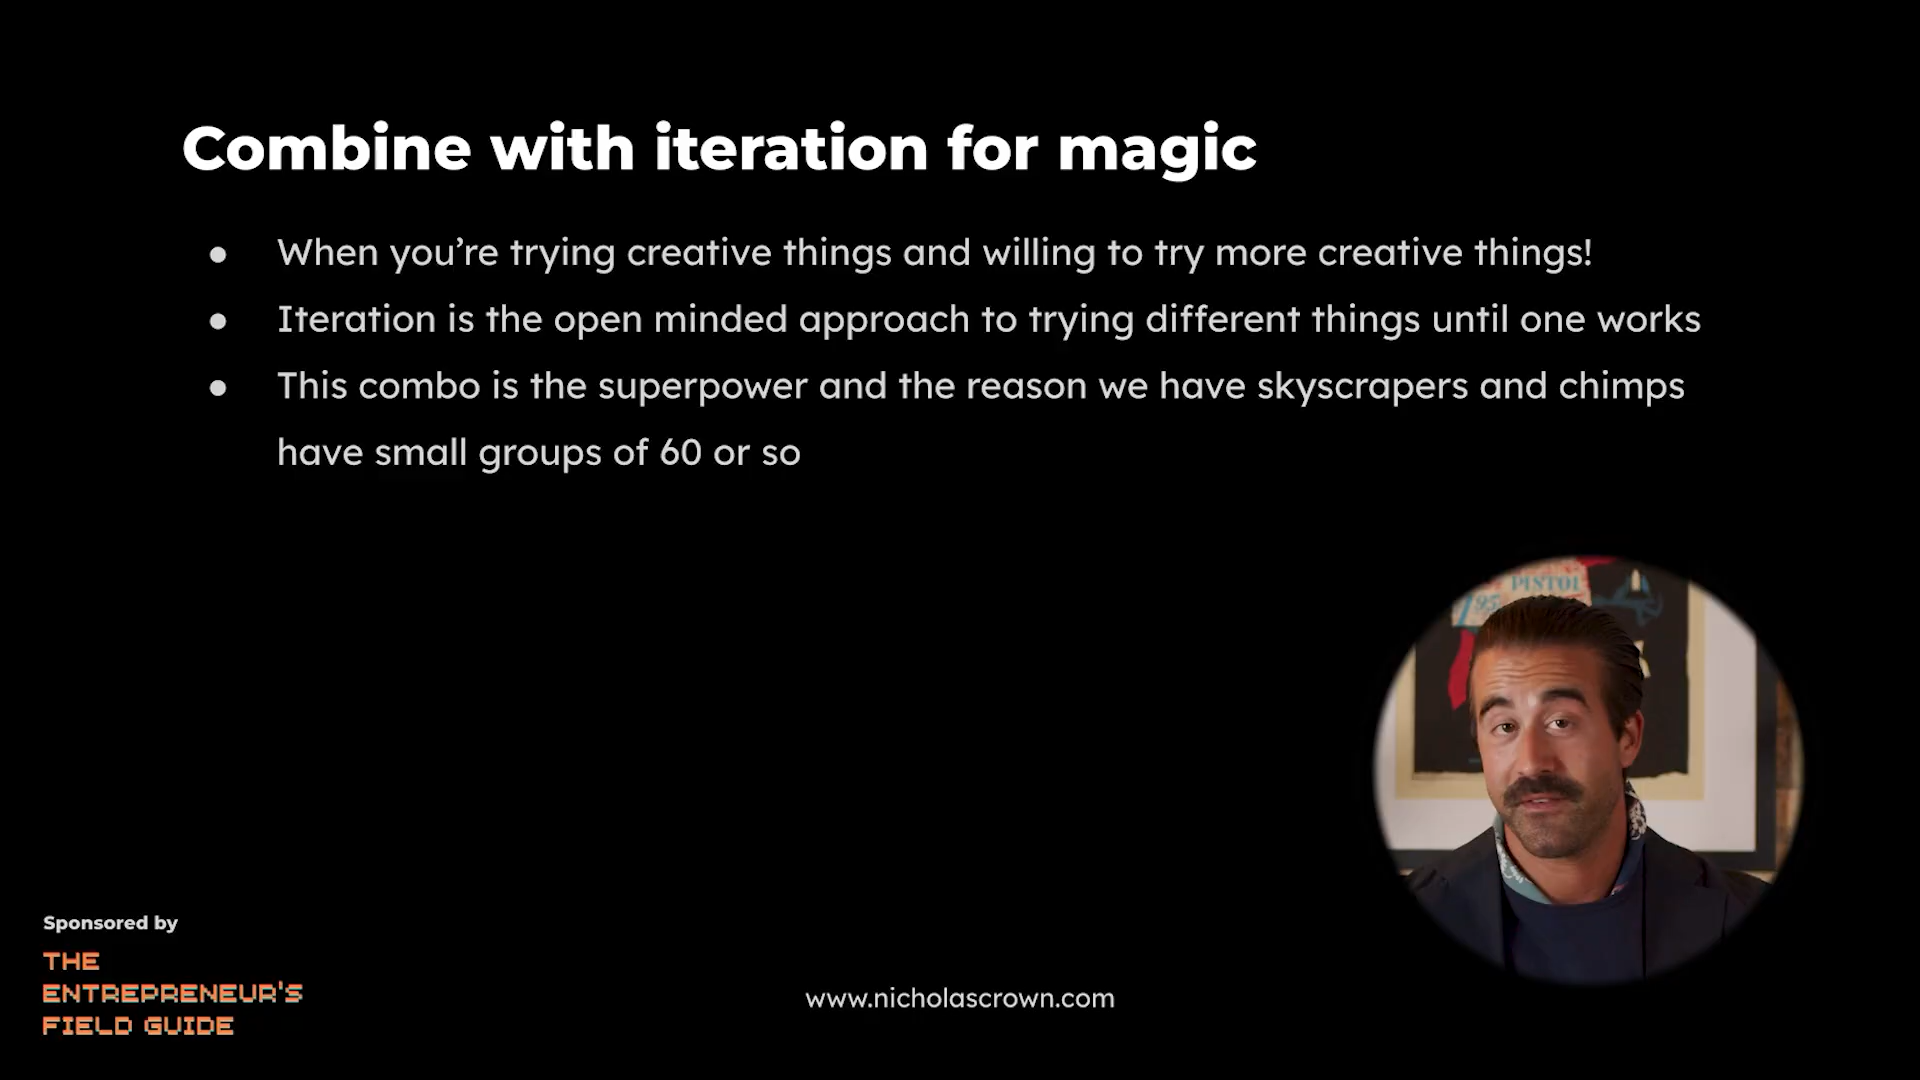 Combine with iteration for magic
● When you’re trying creative things and willing to try more creative things!
● Iteration is the open minded approach to trying different things until one works
● This combo is the superpower and the reason we have skyscrapers and chimps
have small groups of 60 or so
PISTOL
Sponsored by
THE
ENTREPRENEUR'S
FIELD GUIDE
www.nicholascrown.com